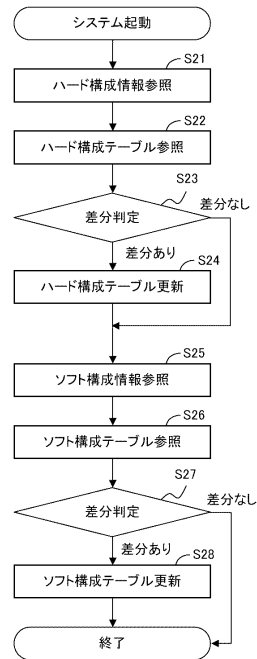 システム起動
S21
ハード構成情報参照
S22
ハード構成テーブル参照
S23
差分判定
差分なし
差分あり
S24
ハード構成テーブル更新
S25
ソフト構成情報参照
S26
ソフト構成テーブル参照
S27
差分判定
差分なし
差分あり
S28
ソフト構成テーブル更新
終了